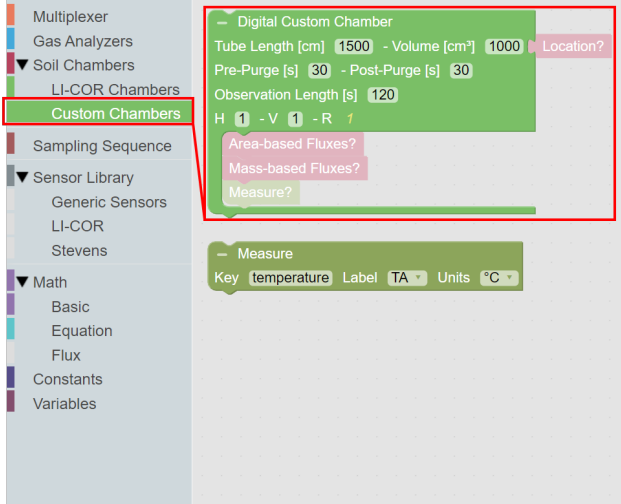 Multiplexer
Gas Analyzers
Soil Chambers
LI-COR Chambers
Custom Chambers
Sampling Sequence
Sensor Library
Generic Sensors
LI-COR
Stevens
Math
Basic
Equation
Flux
Constants
Variables
Digital Custom Chamber
Tube Length [cm] 1500 - Volume [cm³] 1000 Location?
Pre-Purge [s] 30 - Post-Purge [s] 30
Observation Length [s] 120
H 1 - V 1 - R 1
Area-based Fluxes?
Mass-based Fluxes?
Measure?
Measure
Key temperature Label TA Units °C